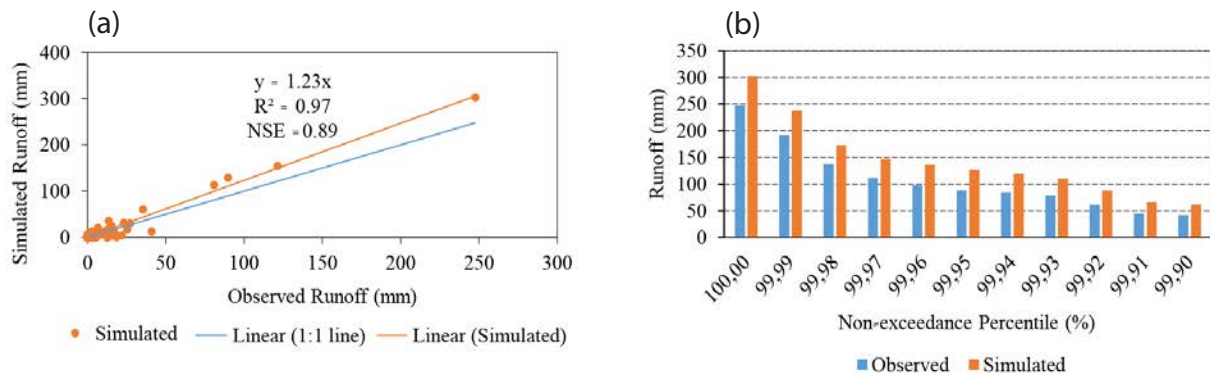 (a)
400
300
200
100
0
Simulated Runoff (mm)
y = 1.23x
R² = 0.97
NSE = 0.89
0 50 100 150 200 250 300
Observed Runoff (mm)
Simulated Linear (1:1 line) Linear (Simulated)
(b)
350
300
250
200
150
100
50
0
Runoff (mm)
100,00 99,99 99,98 99,97 99,96 99,95 99,94 99,93 99,92 99,91 99,90
Non-exceedance Percentile (%)
Observed Simulated